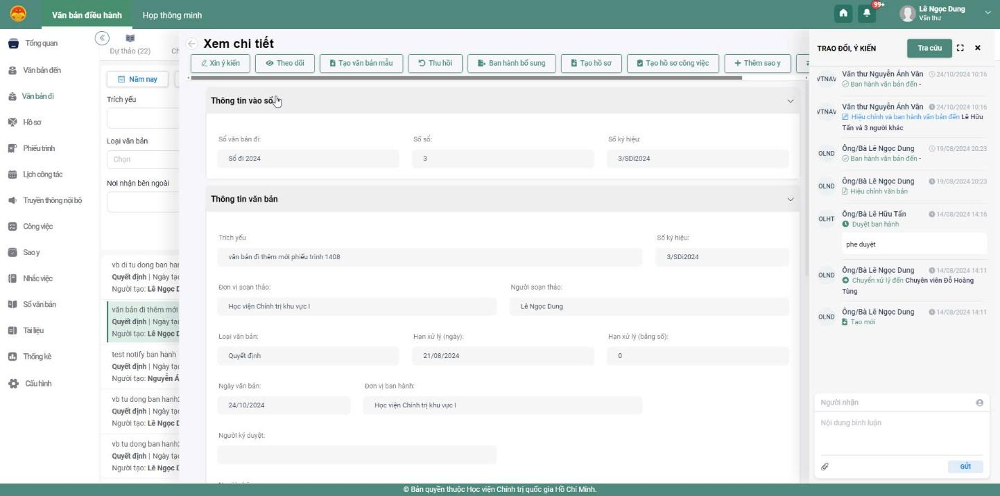 Văn bản điều hành
Họp thông minh
99+
Lê Ngọc Dung
Văn thư
Tổng quan
Văn bản đến
Văn bản đi
Hồ sơ
Phiếu trình
Lịch công tác
Truyền thông nội bộ
Công việc
Sao y
Nhắc việc
Sổ văn bản
Tài liệu
Thống kê
Cấu hình
Dự thảo (22)
Năm nay
Trích yếu
Loại văn bản
Chọn
Nơi nhận bên ngoài
vb di tu dong ban har
Quyết định | Ngày tạo
Người tạo: Lê Ngọc D
văn bản đi thêm mới
Quyết định | Ngày tạo
Người tạo: Lê Ngọc D
test notify ban hanh
Quyết định | Ngày tạo
Người tạo: Nguyễn Á
vb tu dong ban hanh2
Quyết định | Ngày tạo
Người tạo: Lê Ngọc D
vb tu dong ban hanh2
Quyết định | Ngày tạo
Người tạo: Lê Ngọc D
Xem chi tiết
Xin ý kiến
Theo dõi
Tạo văn bản mẫu
Thu hồi
Ban hành bổ sung
Tạo hồ sơ
Tạo hồ sơ công việc
+ Thêm sao y
Thông tin vào sổ
Sổ văn bản đi:
Số sổ:
Số ký hiệu:
Sổ đi 2024
3
3/SDi2024
Thông tin văn bản
Trích yếu
Số ký hiệu:
văn bản đi thêm mới phiếu trình 1408
3/SDi2024
Đơn vị soạn thảo:
Người soạn thảo:
Học viện Chính trị khu vực I
Lê Ngọc Dung
Loại văn bản:
Hạn xử lý (ngày):
Hạn xử lý (bằng số):
Quyết định
21/08/2024
0
Ngày văn bản:
Đơn vị ban hành:
24/10/2024
Học viện Chính trị khu vực I
Người ký duyệt:
TRAO ĐỔI, Ý KIẾN
Tra cứu
VTNAV
Văn thư Nguyễn Ánh Vân 24/10/2024 10:16
Ban hành văn bản đến -
VTNAV
Văn thư Nguyễn Ánh Vân 24/10/2024 10:16
Hiệu chỉnh và ban hành văn bản đến Lê Hữu
Tấn và 3 người khác
OLND
Ông/Bà Lê Ngọc Dung 19/08/2024 20:23
Ban hành văn bản đến -
OLND
Ông/Bà Lê Ngọc Dung 19/08/2024 20:23
Hiệu chỉnh văn bản
OLHT
Ông/Bà Lê Hữu Tấn 14/08/2024 14:16
Duyệt ban hành
phe duyệt
OLND
Ông/Bà Lê Ngọc Dung 14/08/2024 14:11
Chuyển xử lý đến Chuyên viên Đỗ Hoàng
Tùng
OLND
Ông/Bà Lê Ngọc Dung 14/08/2024 14:11
Tạo mới
Người nhận
Nội dung bình luận
GỬI
© Bản quyền thuộc Học viện Chính trị quốc gia Hồ Chí Minh.